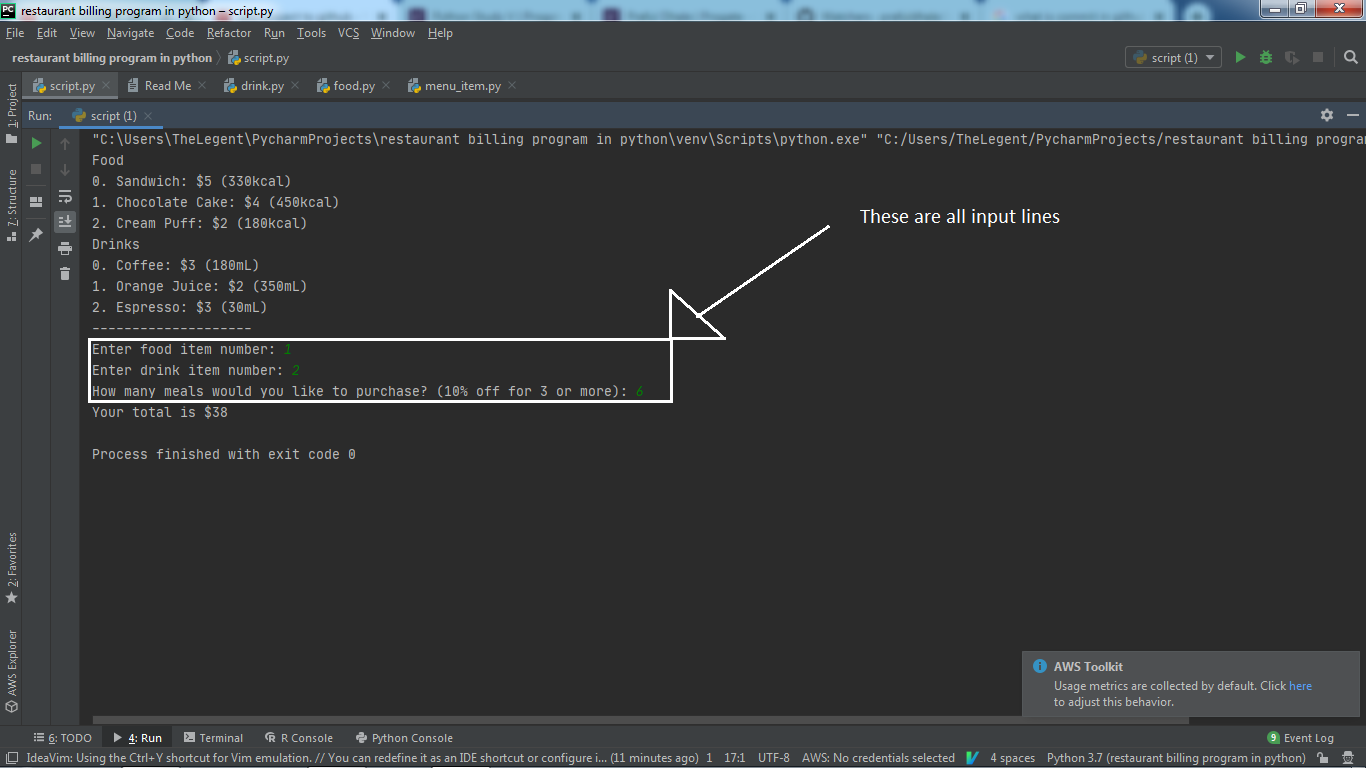 restaurant billing program in python – script.py
File Edit View Navigate Code Refactor Run Tools VCS Window Help
restaurant billing program in python script.py
script (1)
script.py Read Me drink.py food.py menu_item.py
Run: script (1)
1: Project
7: Structure
2: Favorites
AWS Explorer
"C:\Users\TheLegent\PycharmProjects\restaurant billing program in python\venv\Scripts\python.exe" "C:/Users/TheLegent/PycharmProjects/restaurant billing
Food
0. Sandwich: $5 (330kcal)
1. Chocolate Cake: $4 (450kcal)
2. Cream Puff: $2 (180kcal)
Drinks
0. Coffee: $3 (180mL)
1. Orange Juice: $2 (350mL)
2. Espresso: $3 (30mL)
--------------------
These are all input lines
Enter food item number: 1
Enter drink item number: 2
How many meals would you like to purchase? (10% off for 3 or more): 6
Your total is $38
Process finished with exit code 0
AWS Toolkit
Usage metrics are collected by default. Click here
to adjust this behavior.
6: TODO 4: Run Terminal R Console Python Console 9 Event Log
IdeaVim: Using the Ctrl+Y shortcut for Vim emulation. // You can redefine it as an IDE shortcut or configure i... (11 minutes ago) 1 17:1 UTF-8 AWS: No credentials selected 4 spaces Python 3.7 (restaurant billing program in python)